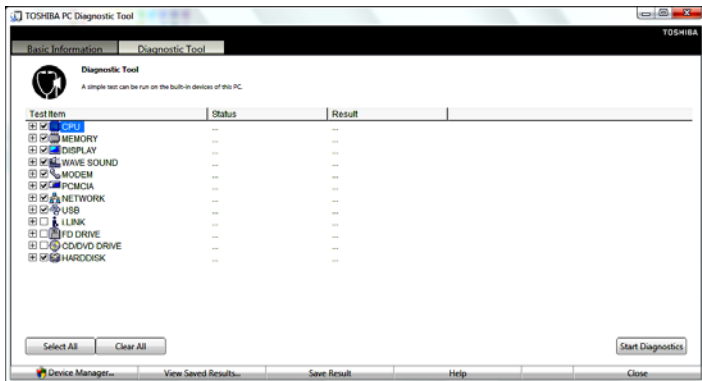 TOSHIBA PC Diagnostic Tool
TOSHIBA
Basic Information Diagnostic Tool
Diagnostic Tool
A simple test can be run on the built-in devices of this PC.
Test Item Status Result
CPU ... ...
MEMORY ... ...
DISPLAY ... ...
WAVE SOUND ... ...
MODEM ... ...
PCMCIA ... ...
NETWORK ... ...
USB ... ...
i.LINK ... ...
FD DRIVE ... ...
CD/DVD DRIVE ... ...
HARDDISK ... ...
Select All Clear All Start Diagnostics
Device Manager... View Saved Results... Save Result Help Close